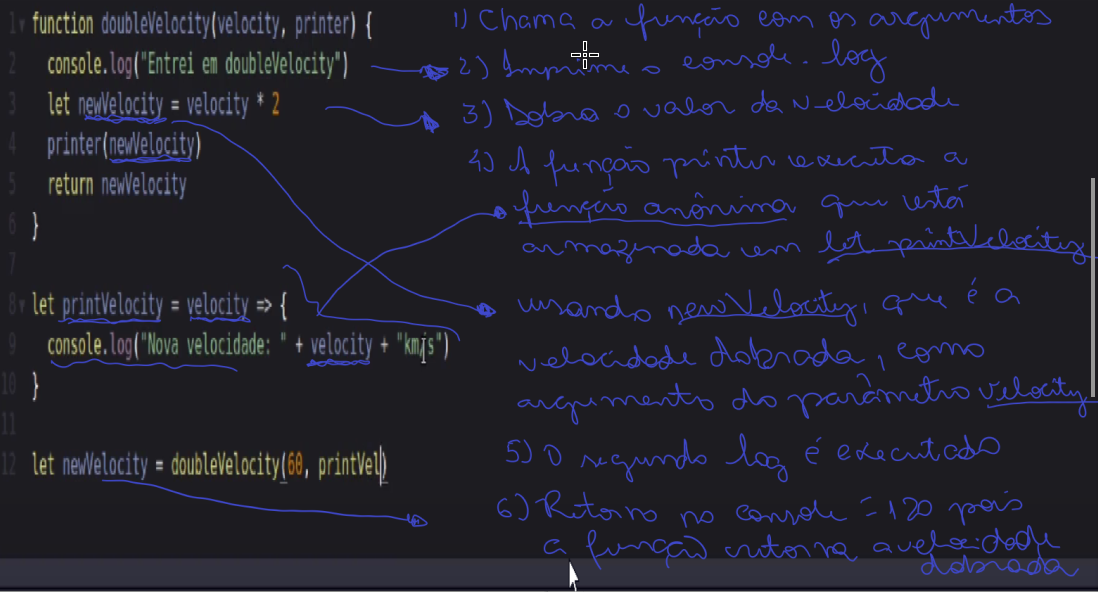 1 function doubleVelocity(velocity, printer) {
2 console.log("Entrei em doubleVelocity")
3 let newVelocity = velocity * 2
4 printer(newVelocity)
5 return newVelocity
6 }
7
8 let printVelocity = velocity => {
9 console.log("Nova velocidade: " + velocity + "km/s")
10 }
11
12 let newVelocity = doubleVelocity(60, printVel)
1) Chama a função com os argumentos
2) Imprime o console.log
3) Dobra o valor da velocidade
4) A função printer executa a
função anônima que está
armazenada em let printVelocity
usando newVelocity, que é a
velocidade dobrada, como
argumento do parâmetro velocity
5) O segundo log é executado
6) Retorno no console = 120 pois
a função retorna a velocidade
dobrada